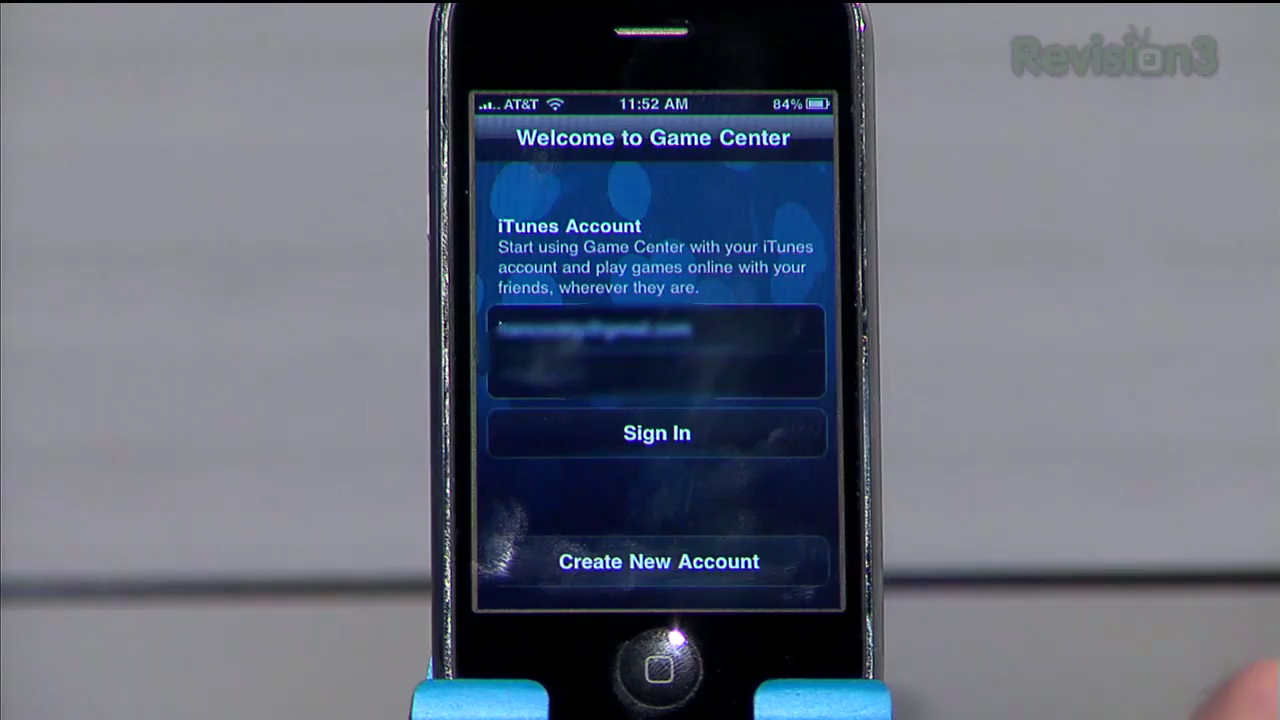 Revision3
AT&T 11:52 AM 84%
Welcome to Game Center
iTunes Account
Start using Game Center with your iTunes
account and play games online with your
friends, wherever they are.
Sign In
Create New Account